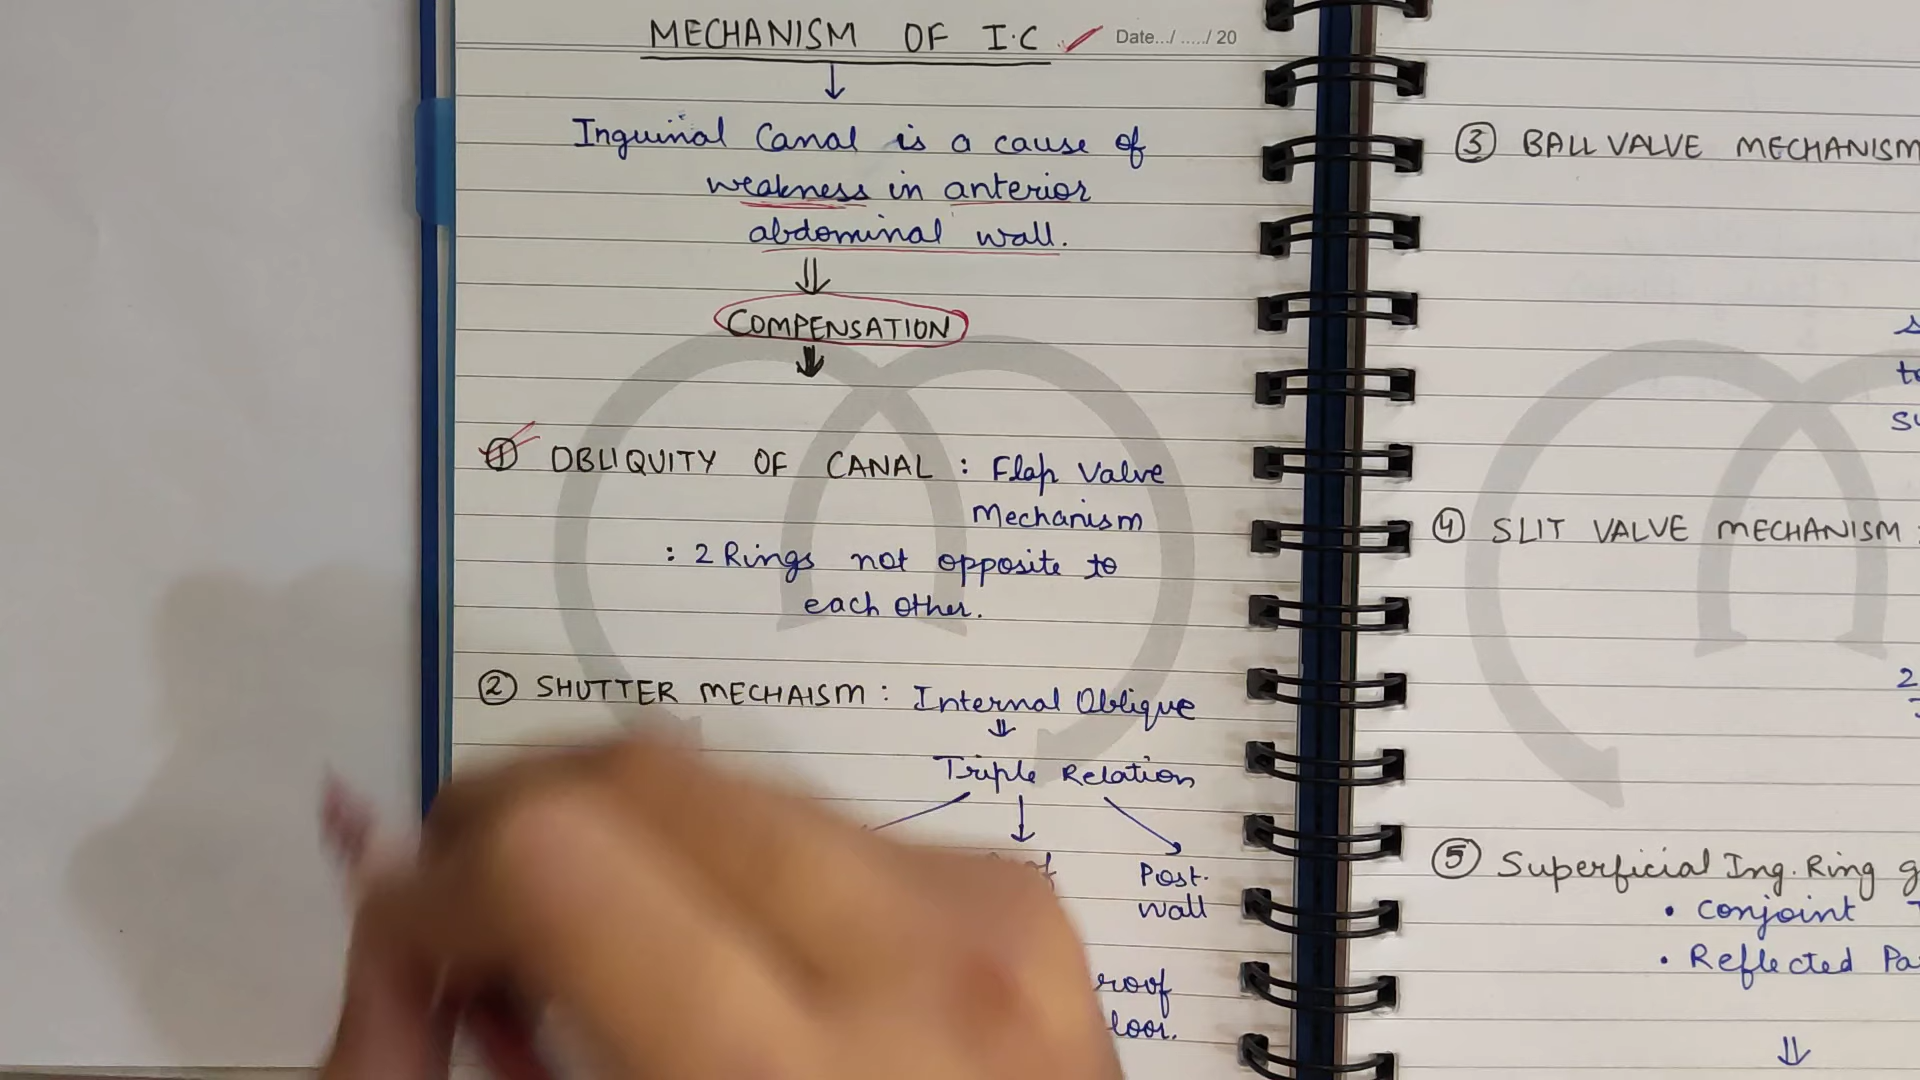 MECHANISM OF I.C
Date.../ ...../ 20
Inguinal Canal is a cause of
weakness in anterior
abdominal wall.
COMPENSATION
① OBLIQUITY OF CANAL : Flap Valve
Mechanism
: 2 Rings not opposite to
each other.
② SHUTTER MECHAISM : Internal Oblique
Triple Relation
Post.
wall
roof
③ BALL VALVE MECHANISM
④ SLIT VALVE MECHANISM :
2
⑤ Superficial Ing. Ring
• Conjoint
• Reflected